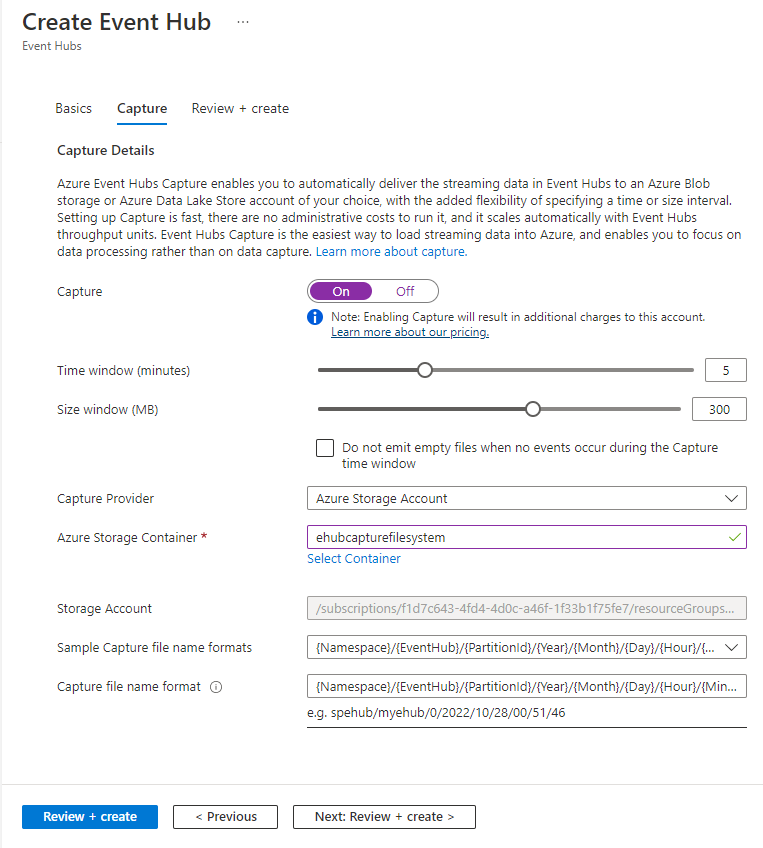 Create Event Hub ...
Event Hubs
Basics Capture Review + create
Capture Details
Azure Event Hubs Capture enables you to automatically deliver the streaming data in Event Hubs to an Azure Blob
storage or Azure Data Lake Store account of your choice, with the added flexibility of specifying a time or size interval.
Setting up Capture is fast, there are no administrative costs to run it, and it scales automatically with Event Hubs
throughput units. Event Hubs Capture is the easiest way to load streaming data into Azure, and enables you to focus on
data processing rather than on data capture. Learn more about capture.
Capture On Off
Note: Enabling Capture will result in additional charges to this account.
Learn more about our pricing.
Time window (minutes) 5
Size window (MB) 300
Do not emit empty files when no events occur during the Capture
time window
Capture Provider Azure Storage Account
Azure Storage Container * ehubcapturefilesystem
Select Container
Storage Account /subscriptions/f1d7c643-4fd4-4d0c-a46f-1f33b1f75fe7/resourceGroups...
Sample Capture file name formats {Namespace}/{EventHub}/{PartitionId}/{Year}/{Month}/{Day}/{Hour}/{...
Capture file name format {Namespace}/{EventHub}/{PartitionId}/{Year}/{Month}/{Day}/{Hour}/{Min...
e.g. spehub/myehub/0/2022/10/28/00/51/46
Review + create < Previous Next: Review + create >